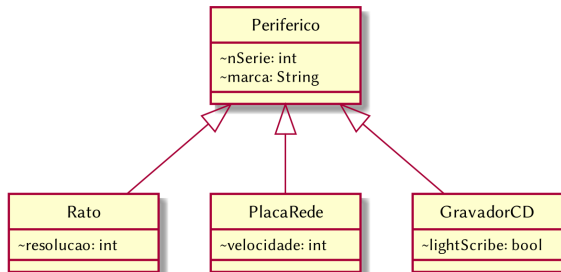 Periferico
~nSerie: int
~marca: String
Rato
~resolucao: int
PlacaRede
~velocidade: int
GravadorCD
~lightScribe: bool